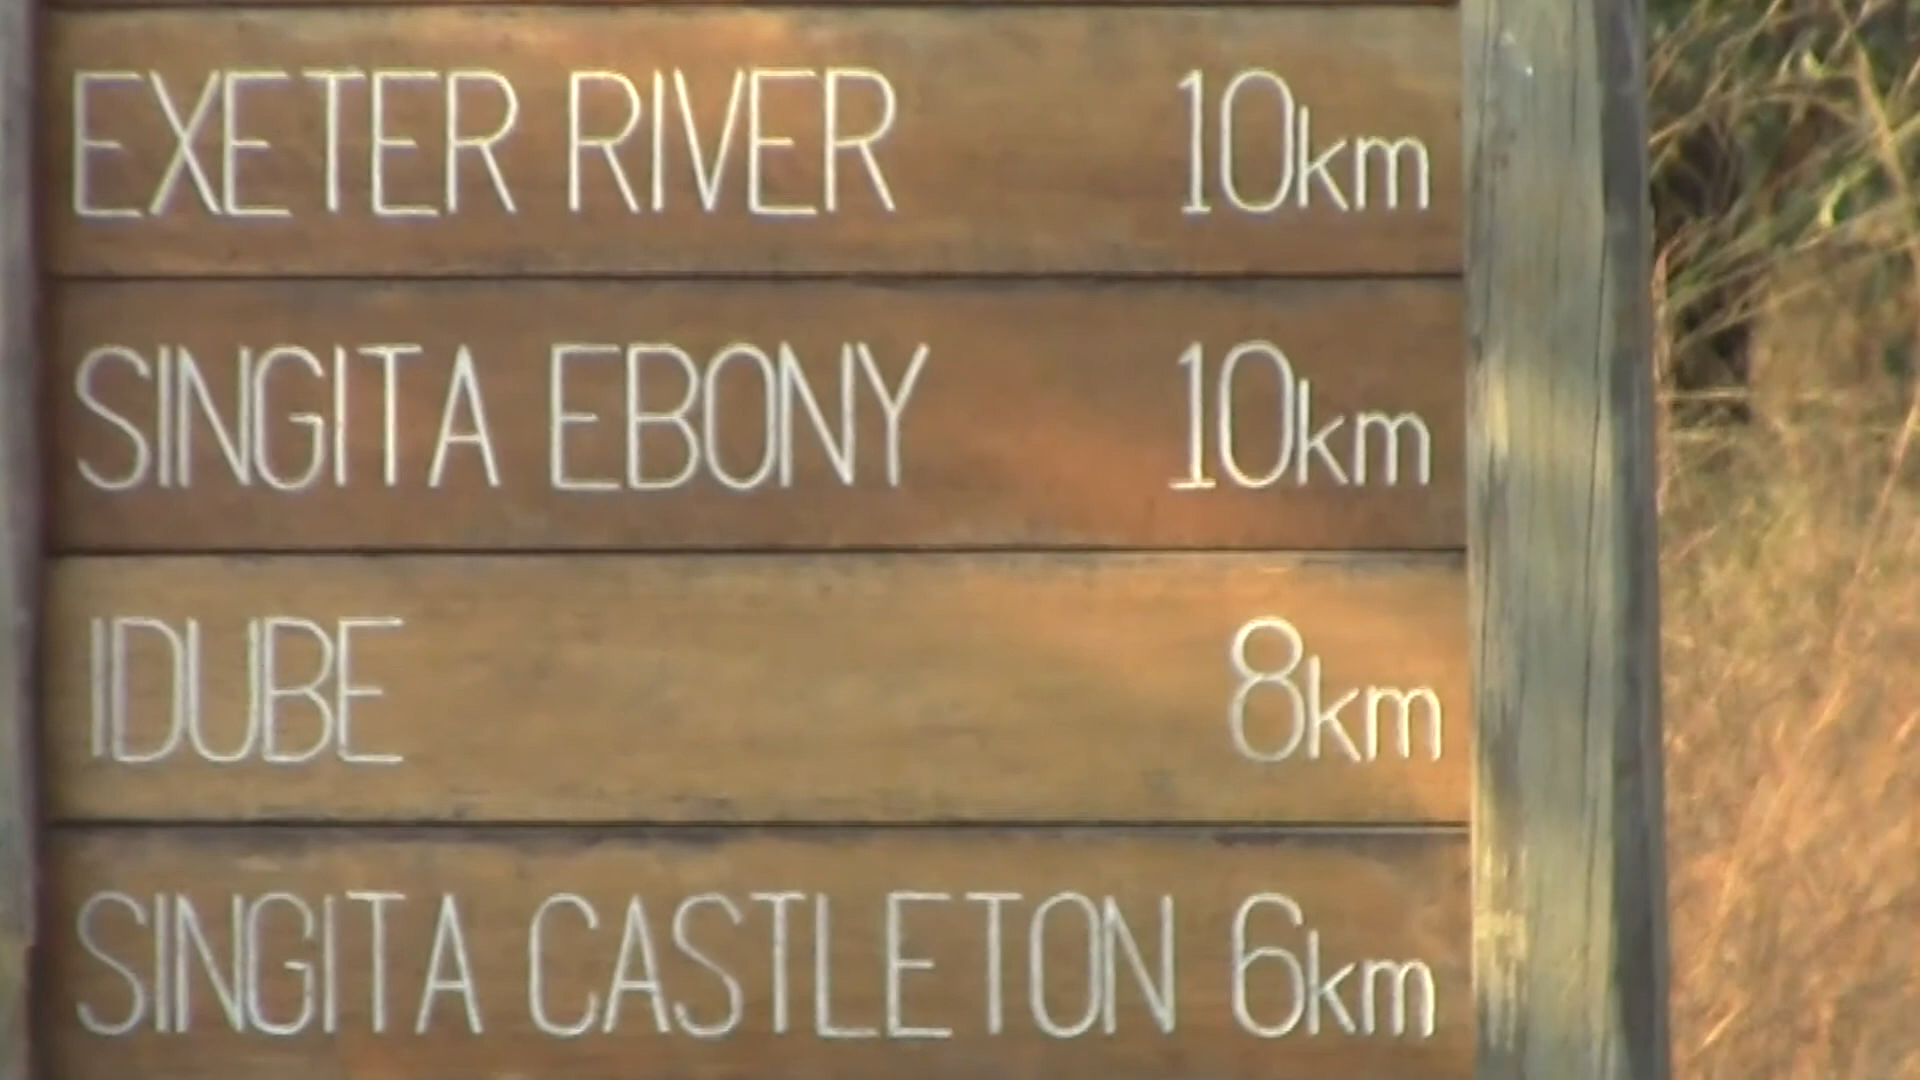 EXETER RIVER 10km
SINGITA EBONY 10km
IDUBE 8km
SINGITA CASTLETON 6km